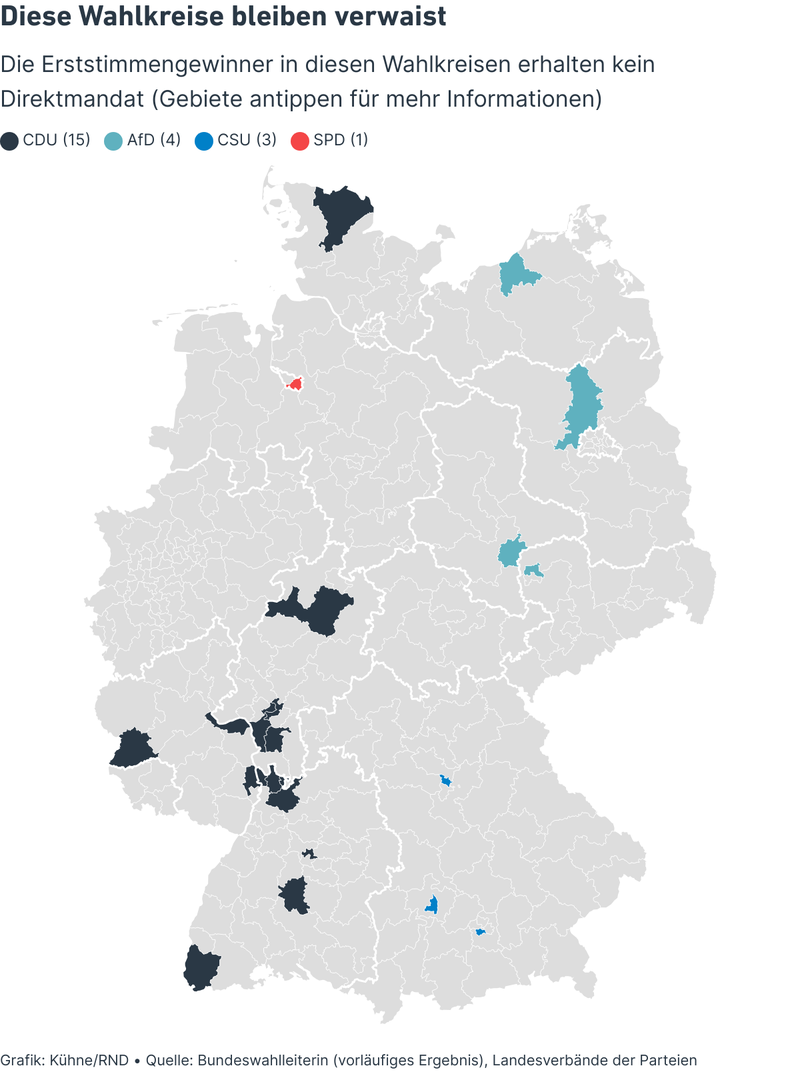 Diese Wahlkreise bleiben verwaist
Die Erststimmengewinner in diesen Wahlkreisen erhalten kein
Direktmandat (Gebiete antippen für mehr Informationen)
CDU (15) AfD (4) CSU (3) SPD (1)
Grafik: Kühne/RND • Quelle: Bundeswahlleiterin (vorläufiges Ergebnis), Landesverbände der Parteien